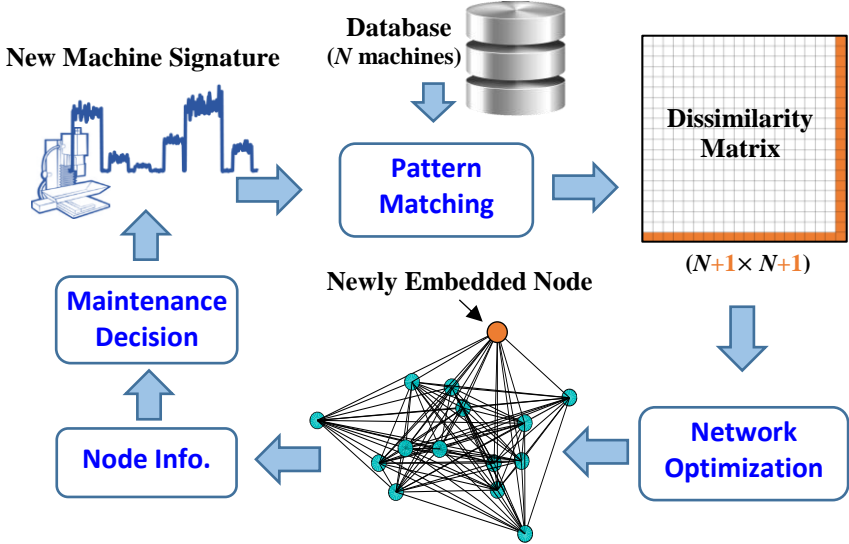 New Machine Signature
Database
(N machines)
Pattern
Matching
Dissimilarity
Matrix
(N+1× N+1)
Newly Embedded Node
Maintenance
Decision
Node Info.
Network
Optimization